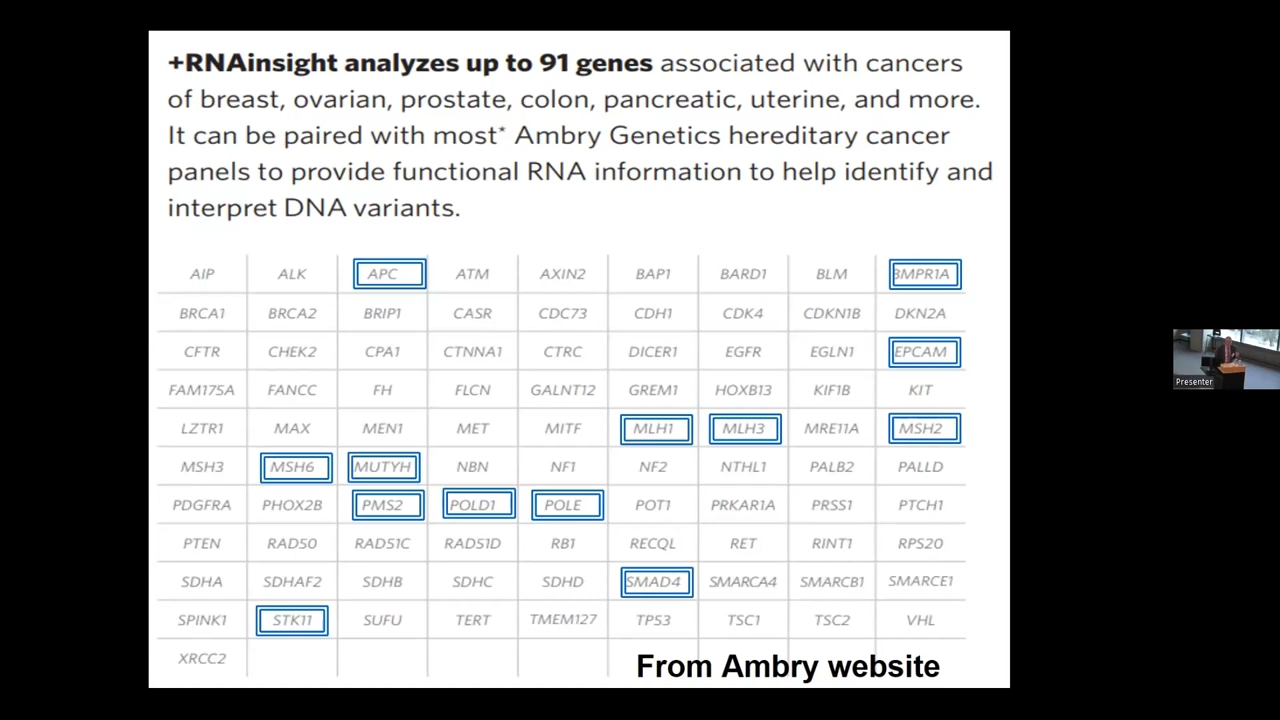 +RNAinsight analyzes up to 91 genes associated with cancers
of breast, ovarian, prostate, colon, pancreatic, uterine, and more.
It can be paired with most* Ambry Genetics hereditary cancer
panels to provide functional RNA information to help identify and
interpret DNA variants.
AIP ALK APC ATM AXIN2 BAP1 BARD1 BLM BMPR1A
BRCA1 BRCA2 BRIP1 CASR CDC73 CDH1 CDK4 CDKN1B DKN2A
CFTR CHEK2 CPA1 CTNNA1 CTRC DICER1 EGFR EGLN1 EPCAM
FAM175A FANCC FH FLCN GALNT12 GREM1 HOXB13 KIF1B KIT
LZTR1 MAX MEN1 MET MITF MLH1 MLH3 MRE11A MSH2
MSH3 MSH6 MUTYH NBN NF1 NF2 NTHL1 PALB2 PALLD
PDGFRA PHOX2B PMS2 POLD1 POLE POT1 PRKAR1A PRSS1 PTCH1
PTEN RAD50 RAD51C RAD51D RB1 RECQL RET RINT1 RPS20
SDHA SDHAF2 SDHB SDHC SDHD SMAD4 SMARCA4 SMARCB1 SMARCE1
SPINK1 STK11 SUFU TERT TMEM127 TP53 TSC1 TSC2 VHL
XRCC2
From Ambry website
Presenter